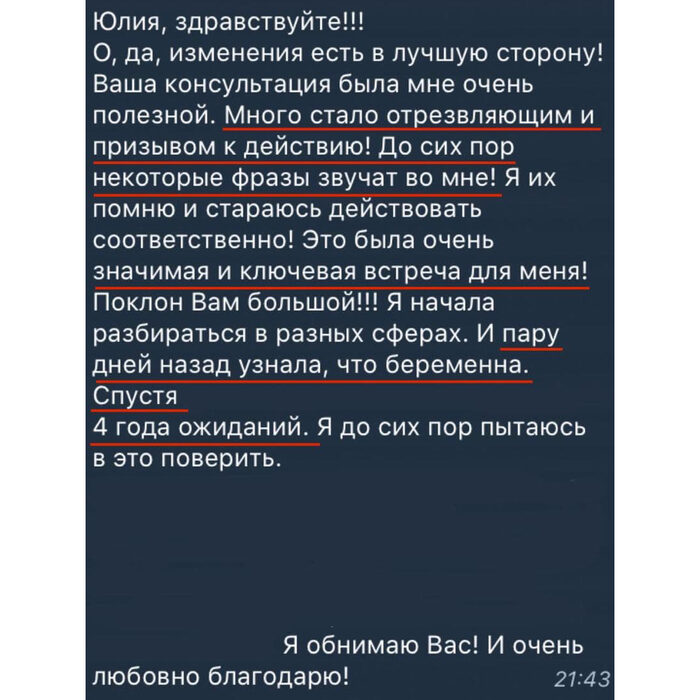 Юлия, здравствуйте!!!
О, да, изменения есть в лучшую сторону!
Ваша консультация была мне очень
полезной. Много стало отрезвляющим и
призывом к действию! До сих пор
некоторые фразы звучат во мне! Я их
помню и стараюсь действовать
соответственно! Это была очень
значимая и ключевая встреча для меня!
Поклон Вам большой!!! Я начала
разбираться в разных сферах. И пару
дней назад узнала, что беременна.
Спустя
4 года ожиданий. Я до сих пор пытаюсь
в это поверить.
Я обнимаю Вас! И очень
любовно благодарю!
21:43